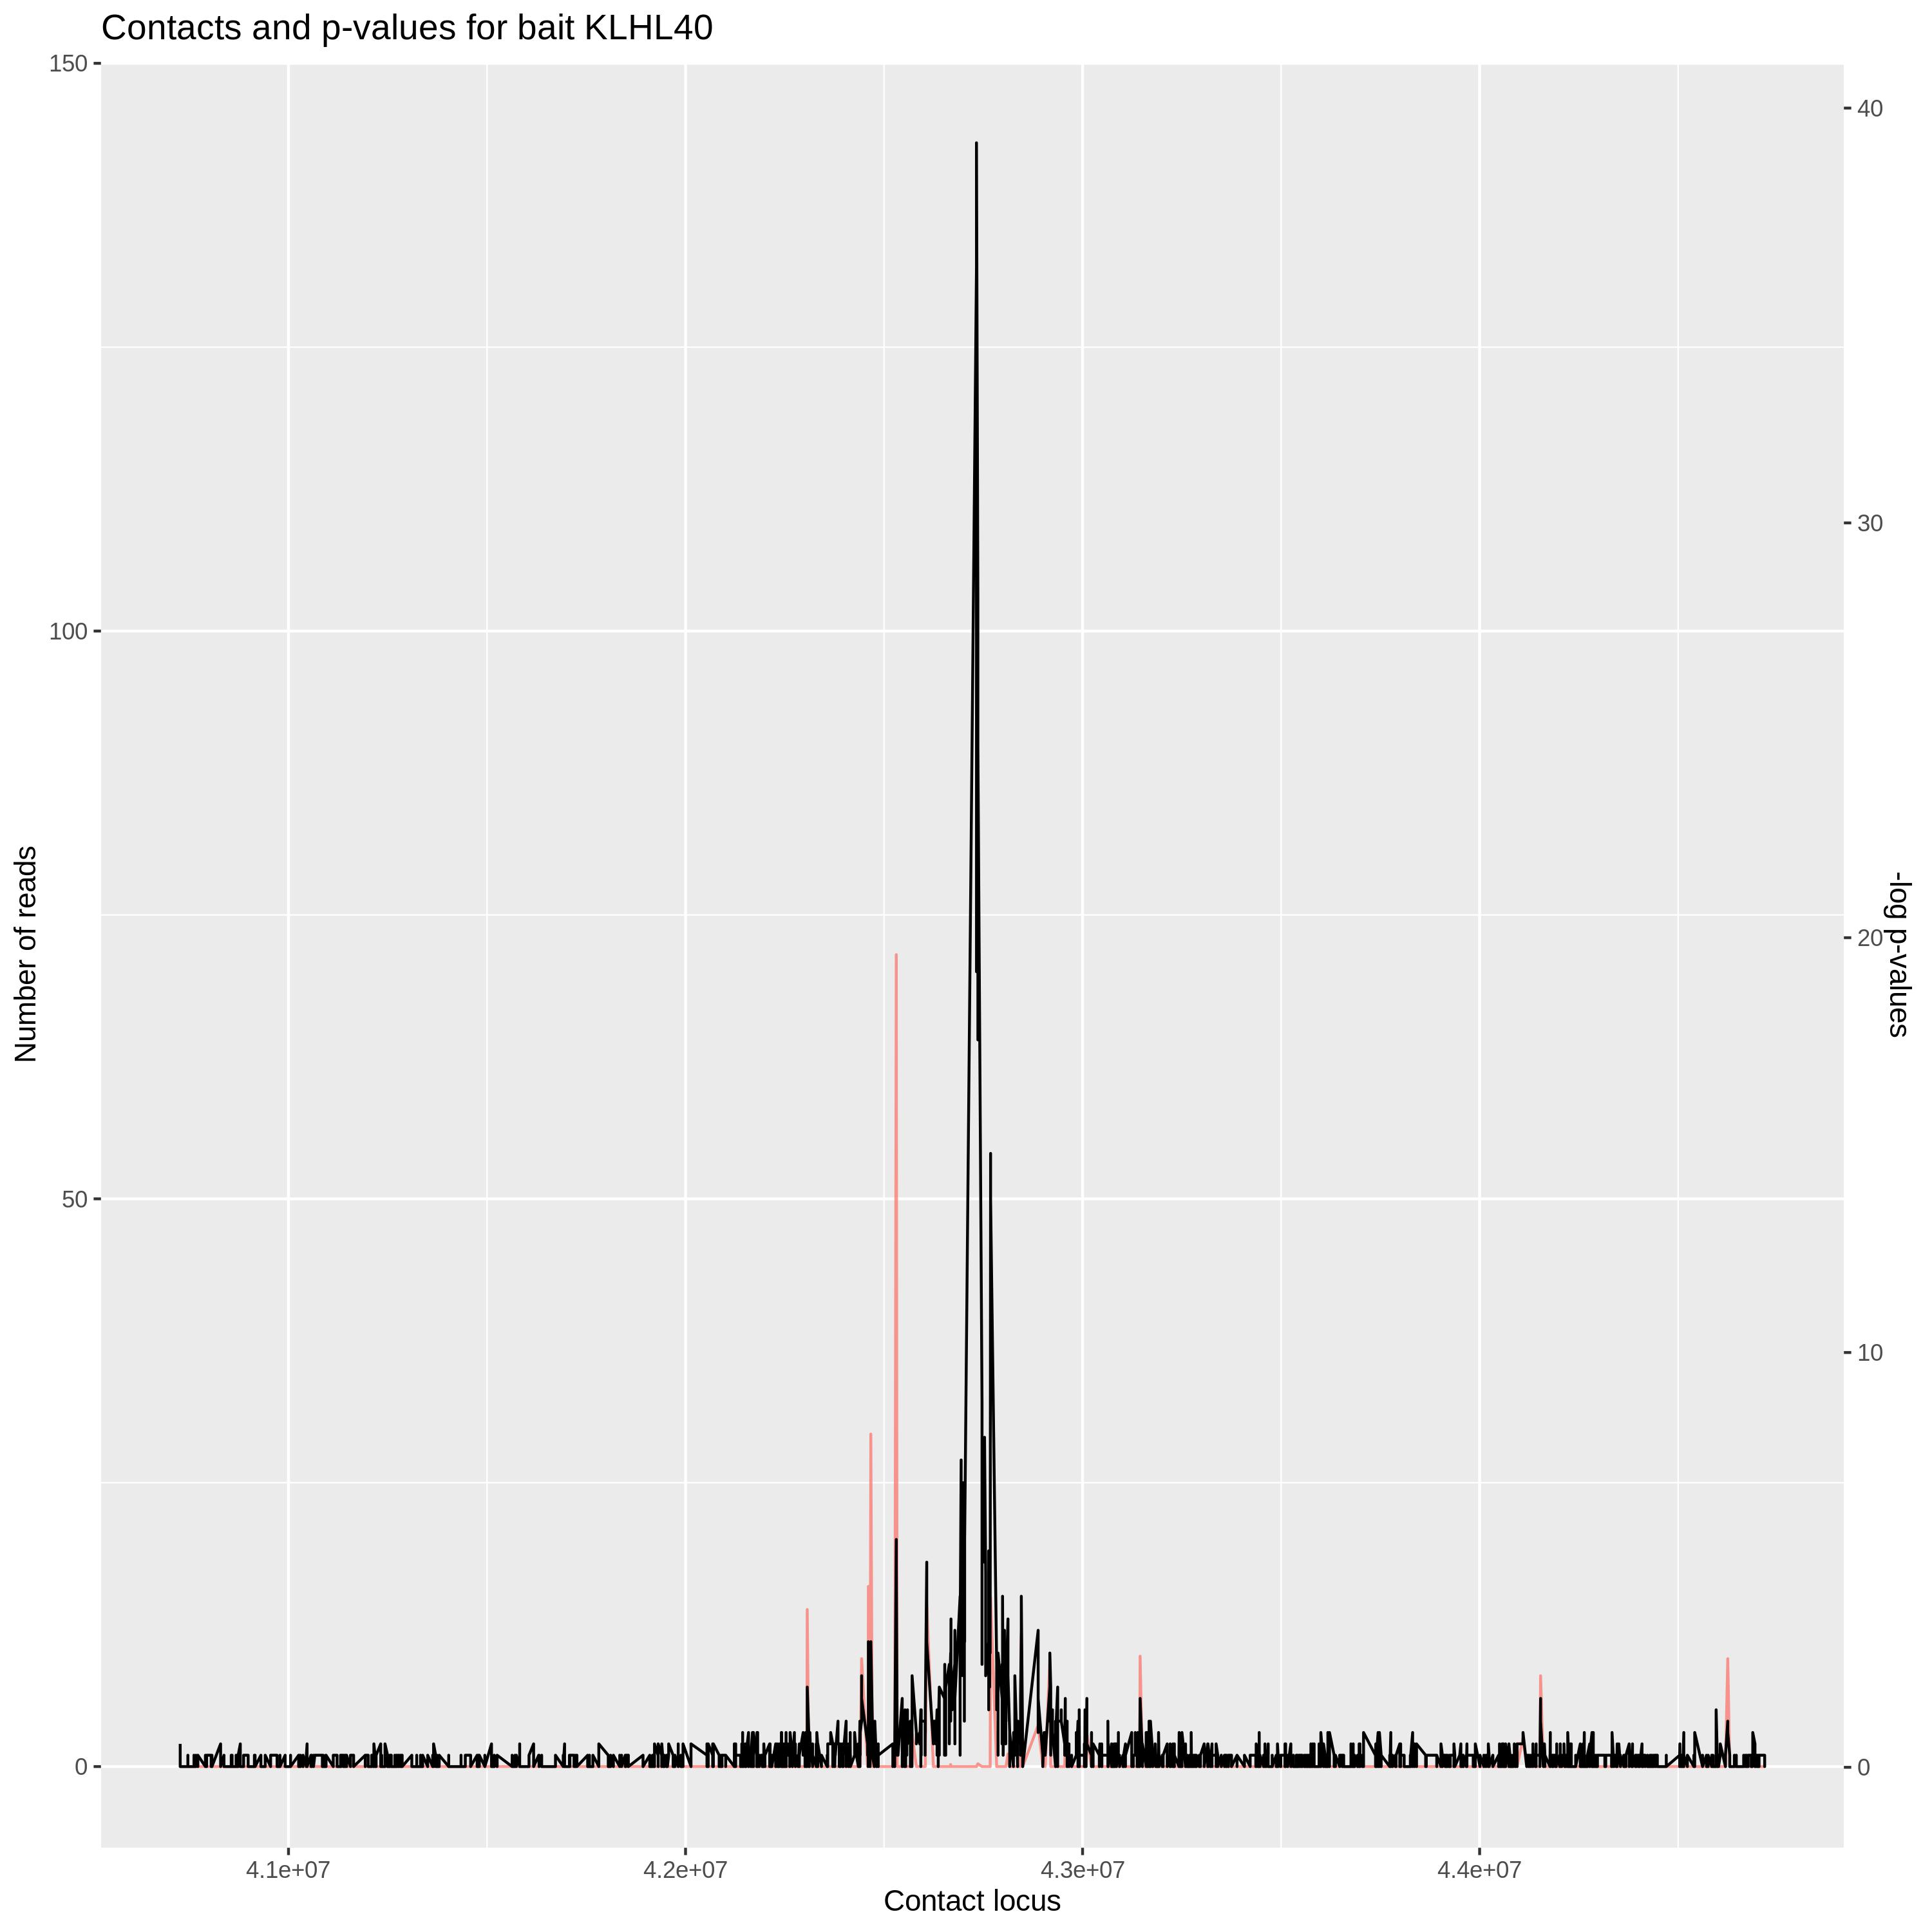 Contacts and p-values for bait KLHL40
150
100
50
0
Number of reads
40
30
20
10
0
-log p-values
4.1e+07
4.2e+07
4.3e+07
4.4e+07
Contact locus